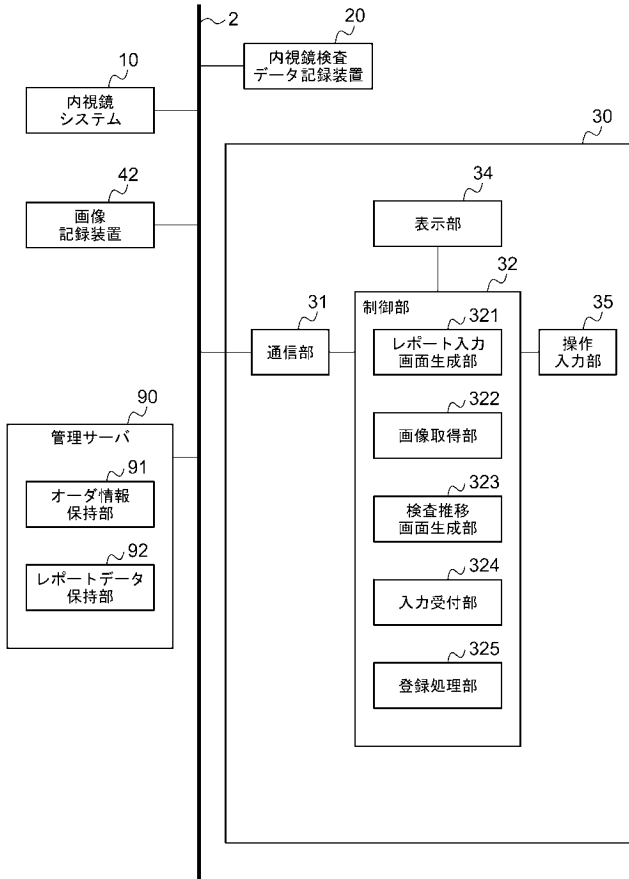 2
20
内視鏡検査
データ記録装置
10
内視鏡
システム
30
42
画像
記録装置
34
表示部
32
制御部
31
通信部
321
レポート入力
画面生成部
35
操作
入力部
322
画像取得部
90
管理サーバ
91
オーダ情報
保持部
323
検査推移
画面生成部
92
レポートデータ
保持部
324
入力受付部
325
登録処理部